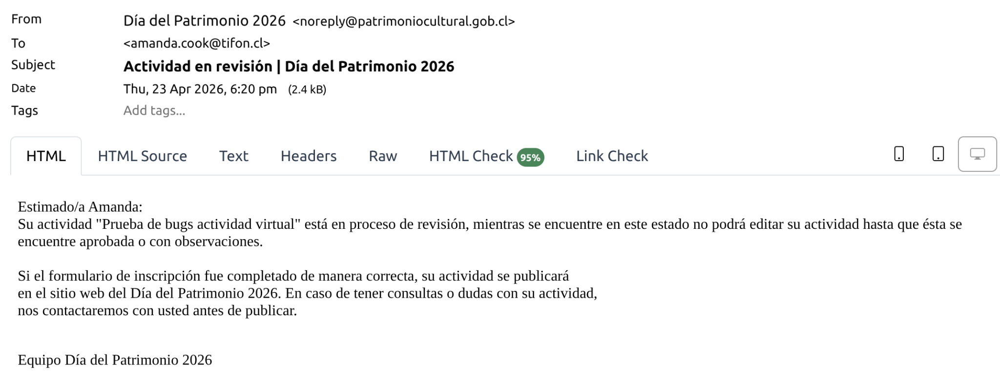 From Día del Patrimonio 2026 <noreply@patrimoniocultural.gob.cl>
To <amanda.cook@tifon.cl>
Subject Actividad en revisión | Día del Patrimonio 2026
Date Thu, 23 Apr 2026, 6:20 pm (2.4 kB)
Tags Add tags...
HTML HTML Source Text Headers Raw HTML Check 95% Link Check
Estimado/a Amanda:
Su actividad "Prueba de bugs actividad virtual" está en proceso de revisión, mientras se encuentre en este estado no podrá editar su actividad hasta que ésta se
encuentre aprobada o con observaciones.
Si el formulario de inscripción fue completado de manera correcta, su actividad se publicará
en el sitio web del Día del Patrimonio 2026. En caso de tener consultas o dudas con su actividad,
nos contactaremos con usted antes de publicar.
Equipo Día del Patrimonio 2026